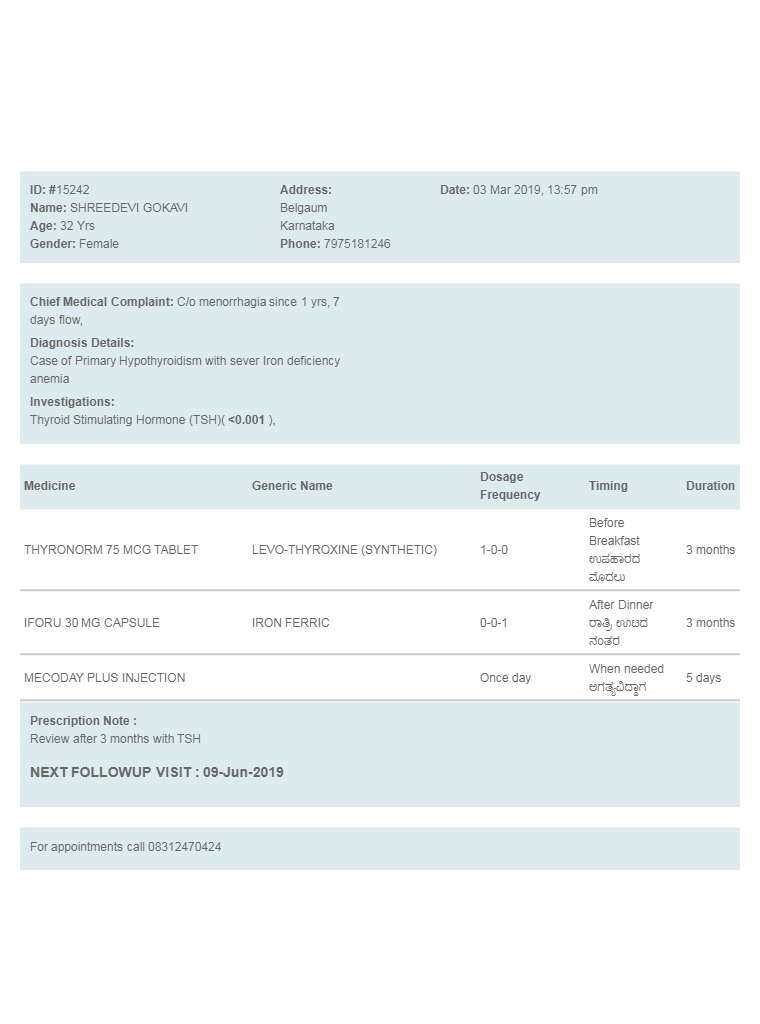 ID: #15242
Name: SHREEDEVI GOKAVI
Age: 32 Yrs
Gender: Female
Address:
Belgaum
Karnataka
Phone: 7975181246
Date: 03 Mar 2019, 13:57 pm
Chief Medical Complaint: C/o menorrhagia since 1 yrs, 7
days flow,
Diagnosis Details:
Case of Primary Hypothyroidism with sever Iron deficiency
anemia
Investigations:
Thyroid Stimulating Hormone (TSH)( <0.001 ),
Medicine Generic Name Dosage Frequency Timing Duration
THYRONORM 75 MCG TABLET LEVO-THYROXINE (SYNTHETIC) 1-0-0 Before Breakfast ಉಪಹಾರದ ಮೊದಲು 3 months
IFORU 30 MG CAPSULE IRON FERRIC 0-0-1 After Dinner ರಾತ್ರಿ ಊಟದ ನಂತರ 3 months
MECODAY PLUS INJECTION Once day When needed ಅಗತ್ಯವಿದ್ದಾಗ 5 days
Prescription Note :
Review after 3 months with TSH
NEXT FOLLOWUP VISIT : 09-Jun-2019
For appointments call 08312470424